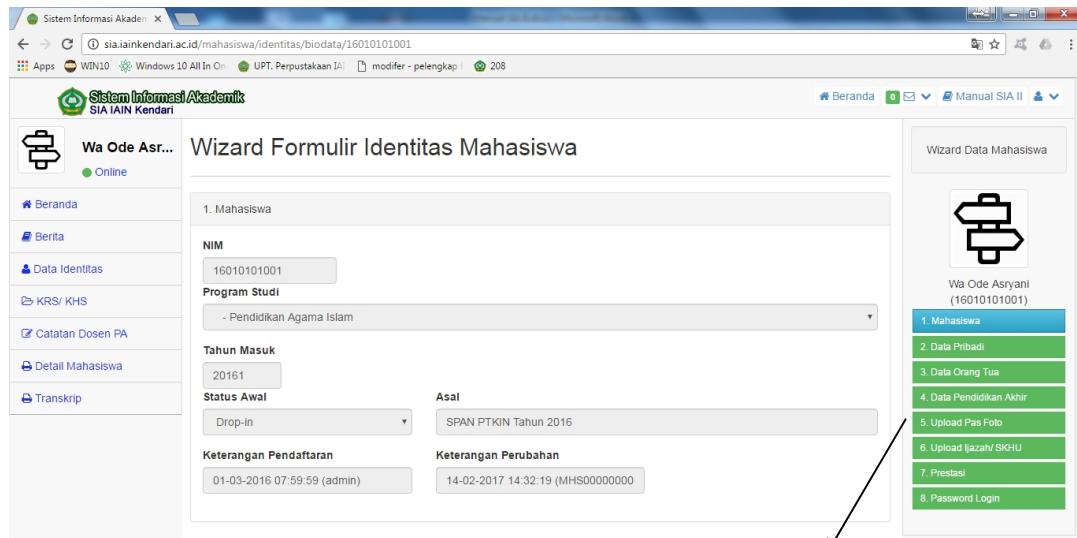 Sistem Informasi Akaden
sia.iainkendari.ac.id/mahasiswa/identitas/biodata/16010101001
Apps WIN10 Windows 10 All In On UPT. Perpustakaan IAI modifer - pelengkap 208
Sistem Informasi Akademik
SIA IAIN Kendari
Beranda 0 Manual SIA II
Wa Ode Asr...
Online
Beranda
Berita
Data Identitas
KRS/ KHS
Catatan Dosen PA
Detail Mahasiswa
Transkrip
Wizard Formulir Identitas Mahasiswa
1. Mahasiswa
NIM
16010101001
Program Studi
- Pendidikan Agama Islam
Tahun Masuk
20161
Status Awal Asal
Drop-in SPAN PTKIN Tahun 2016
Keterangan Pendaftaran Keterangan Perubahan
01-03-2016 07:59:59 (admin) 14-02-2017 14:32:19 (MHS00000000
Wizard Data Mahasiswa
Wa Ode Asryani
(16010101001)
1. Mahasiswa
2. Data Pribadi
3. Data Orang Tua
4. Data Pendidikan Akhir
5. Upload Pas Foto
6. Upload Ijazah/ SKHU
7. Prestasi
8. Password Login